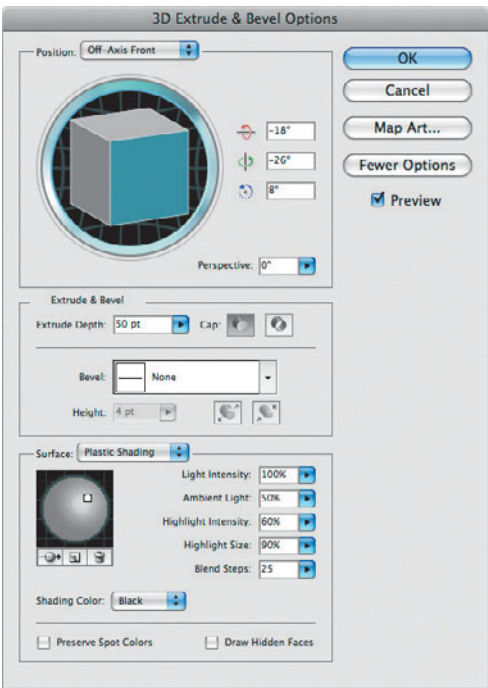 3D Extrude & Bevel Options
Position: Off-Axis Front
-18°
-26°
8°
Perspective: 0°
OK
Cancel
Map Art...
Fewer Options
Preview
Extrude & Bevel
Extrude Depth: 50 pt Cap:
Bevel: None
Height: 4 pt
Surface: Plastic Shading
Light Intensity: 100%
Ambient Light: 50%
Highlight Intensity: 60%
Highlight Size: 90%
Blend Steps: 25
Shading Color: Black
Preserve Spot Colors Draw Hidden Faces